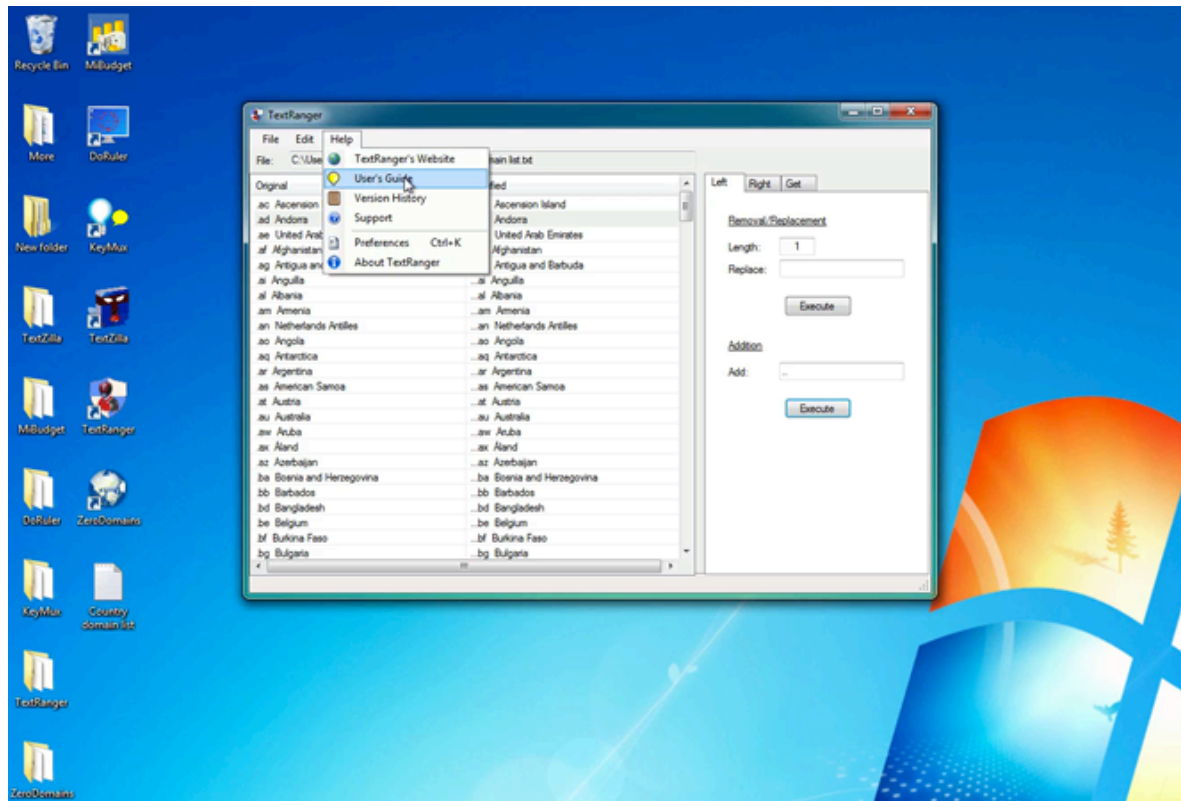 Recycle Bin
MiBudget
More
DoRuler
New folder
KeyMux
TextZilla
TextZilla
MiBudget
TextRanger
DoRuler
ZeroDomains
KeyMux
Country domain list
TextRanger
ZeroDomains
TextRanger
File Edit Help
File: C:\Use main list.txt
TextRanger's Website
User's Guide
Version History
Support
Preferences Ctrl+K
About TextRanger
Original
.ac Ascension Ascension Island
.ad Andorra Andorra
.ae United Arab United Arab Emirates
.af Afghanistan Afghanistan
.ag Antigua and Antigua and Barbuda
.ai Anguilla ...ai Anguilla
.al Albania ...al Albania
.am Armenia ...am Armenia
.an Netherlands Antilles ...an Netherlands Antilles
.ao Angola ...ao Angola
.aq Antarctica ...aq Antarctica
.ar Argentina ...ar Argentina
.as American Samoa ...as American Samoa
.at Austria ...at Austria
.au Australia ...au Australia
.aw Aruba ...aw Aruba
.ax Aland ...ax Aland
.az Azerbaijan ...az Azerbaijan
.ba Bosnia and Herzegovina ...ba Bosnia and Herzegovina
.bb Barbados ...bb Barbados
.bd Bangladesh ...bd Bangladesh
.be Belgium ...be Belgium
.bf Burkina Faso ...bf Burkina Faso
.bg Bulgaria ...bg Bulgaria
Left Right Get
Removal/Replacement
Length: 1
Replace:
Execute
Addition
Add: ..
Execute